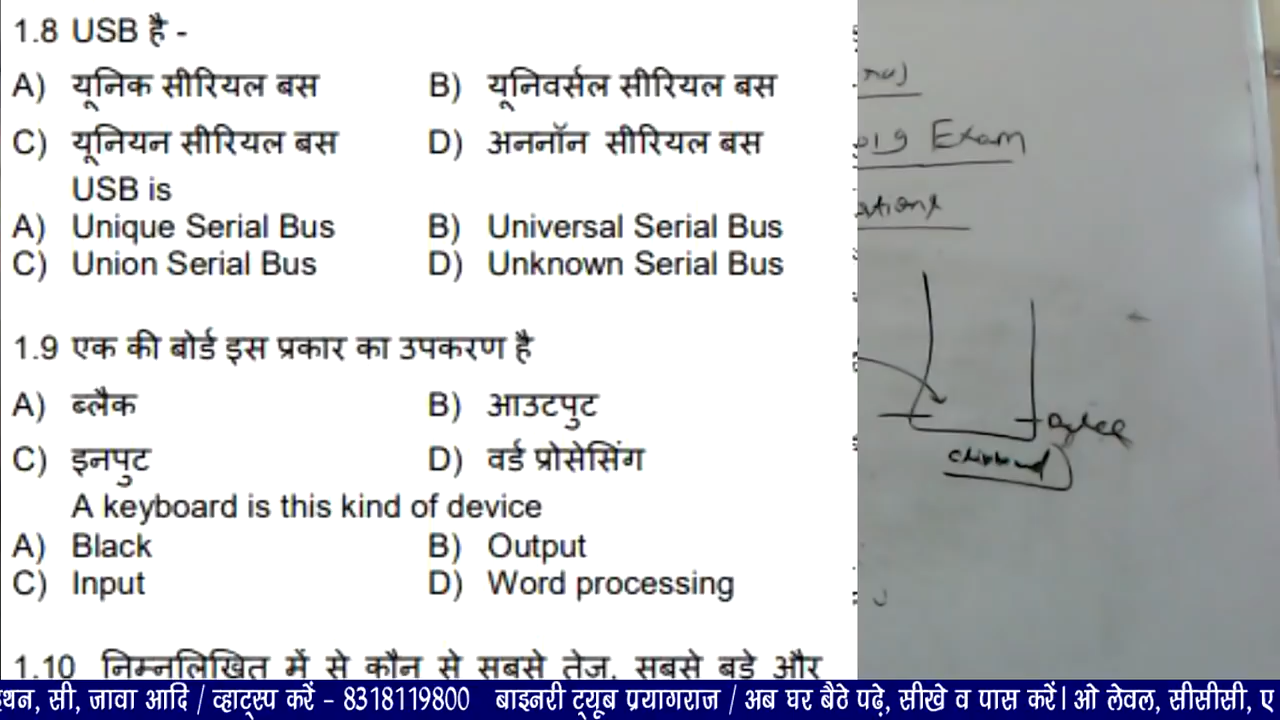 1.8 USB है -
A) यूनिक सीरियल बस B) यूनिवर्सल सीरियल बस
C) यूनियन सीरियल बस D) अननॉन सीरियल बस
USB is
A) Unique Serial Bus B) Universal Serial Bus
C) Union Serial Bus D) Unknown Serial Bus
1.9 एक की बोर्ड इस प्रकार का उपकरण है
A) ब्लैक B) आउटपुट
C) इनपुट D) वर्ड प्रोसेसिंग
A keyboard is this kind of device
A) Black B) Output
C) Input D) Word processing
1.10 निम्नलिखित में से कौन से सबसे तेज, सबसे बड़े और
Exam
थन, सी, जावा आदि / व्हाट्स्प करें - 8318119800 बाइनरी ट्यूब प्रयागराज / अब घर बैठे पढ़े, सीखे व पास करें। ओ लेवल, सीसीसी, ए